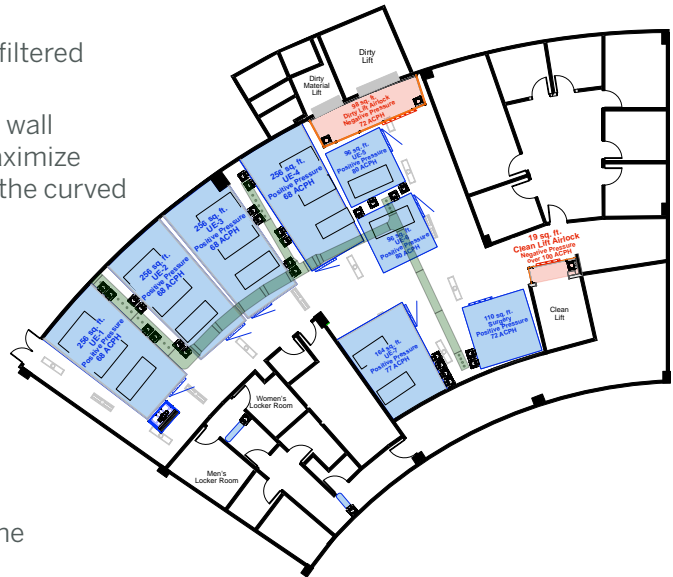 filtered
wall
aximize
the curved
ne
Dirty
Lift
Dirty
Material
Lift
88 sq. ft.
Dirty Lift Airlock
Negative Pressure
72 ACPH
96 sq. ft.
UE-5
Positive Pressure
80 ACPH
256 sq. ft.
UE-4
Positive Pressure
68 ACPH
256 sq. ft.
UE-3
Positive Pressure
68 ACPH
96 sq. ft.
UE-6
Positive Pressure
80 ACPH
256 sq. ft.
UE-2
Positive Pressure
68 ACPH
19 sq. ft.
Clean Lift Airlock
Negative Pressure
over 100 ACPH
256 sq. ft.
UE-1
Positive Pressure
68 ACPH
110 sq. ft.
Surgery
Positive Pressure
72 ACPH
Clean
Lift
164 sq. ft.
UE-7
Positive Pressure
77 ACPH
Women's
Locker Room
Men's
Locker Room